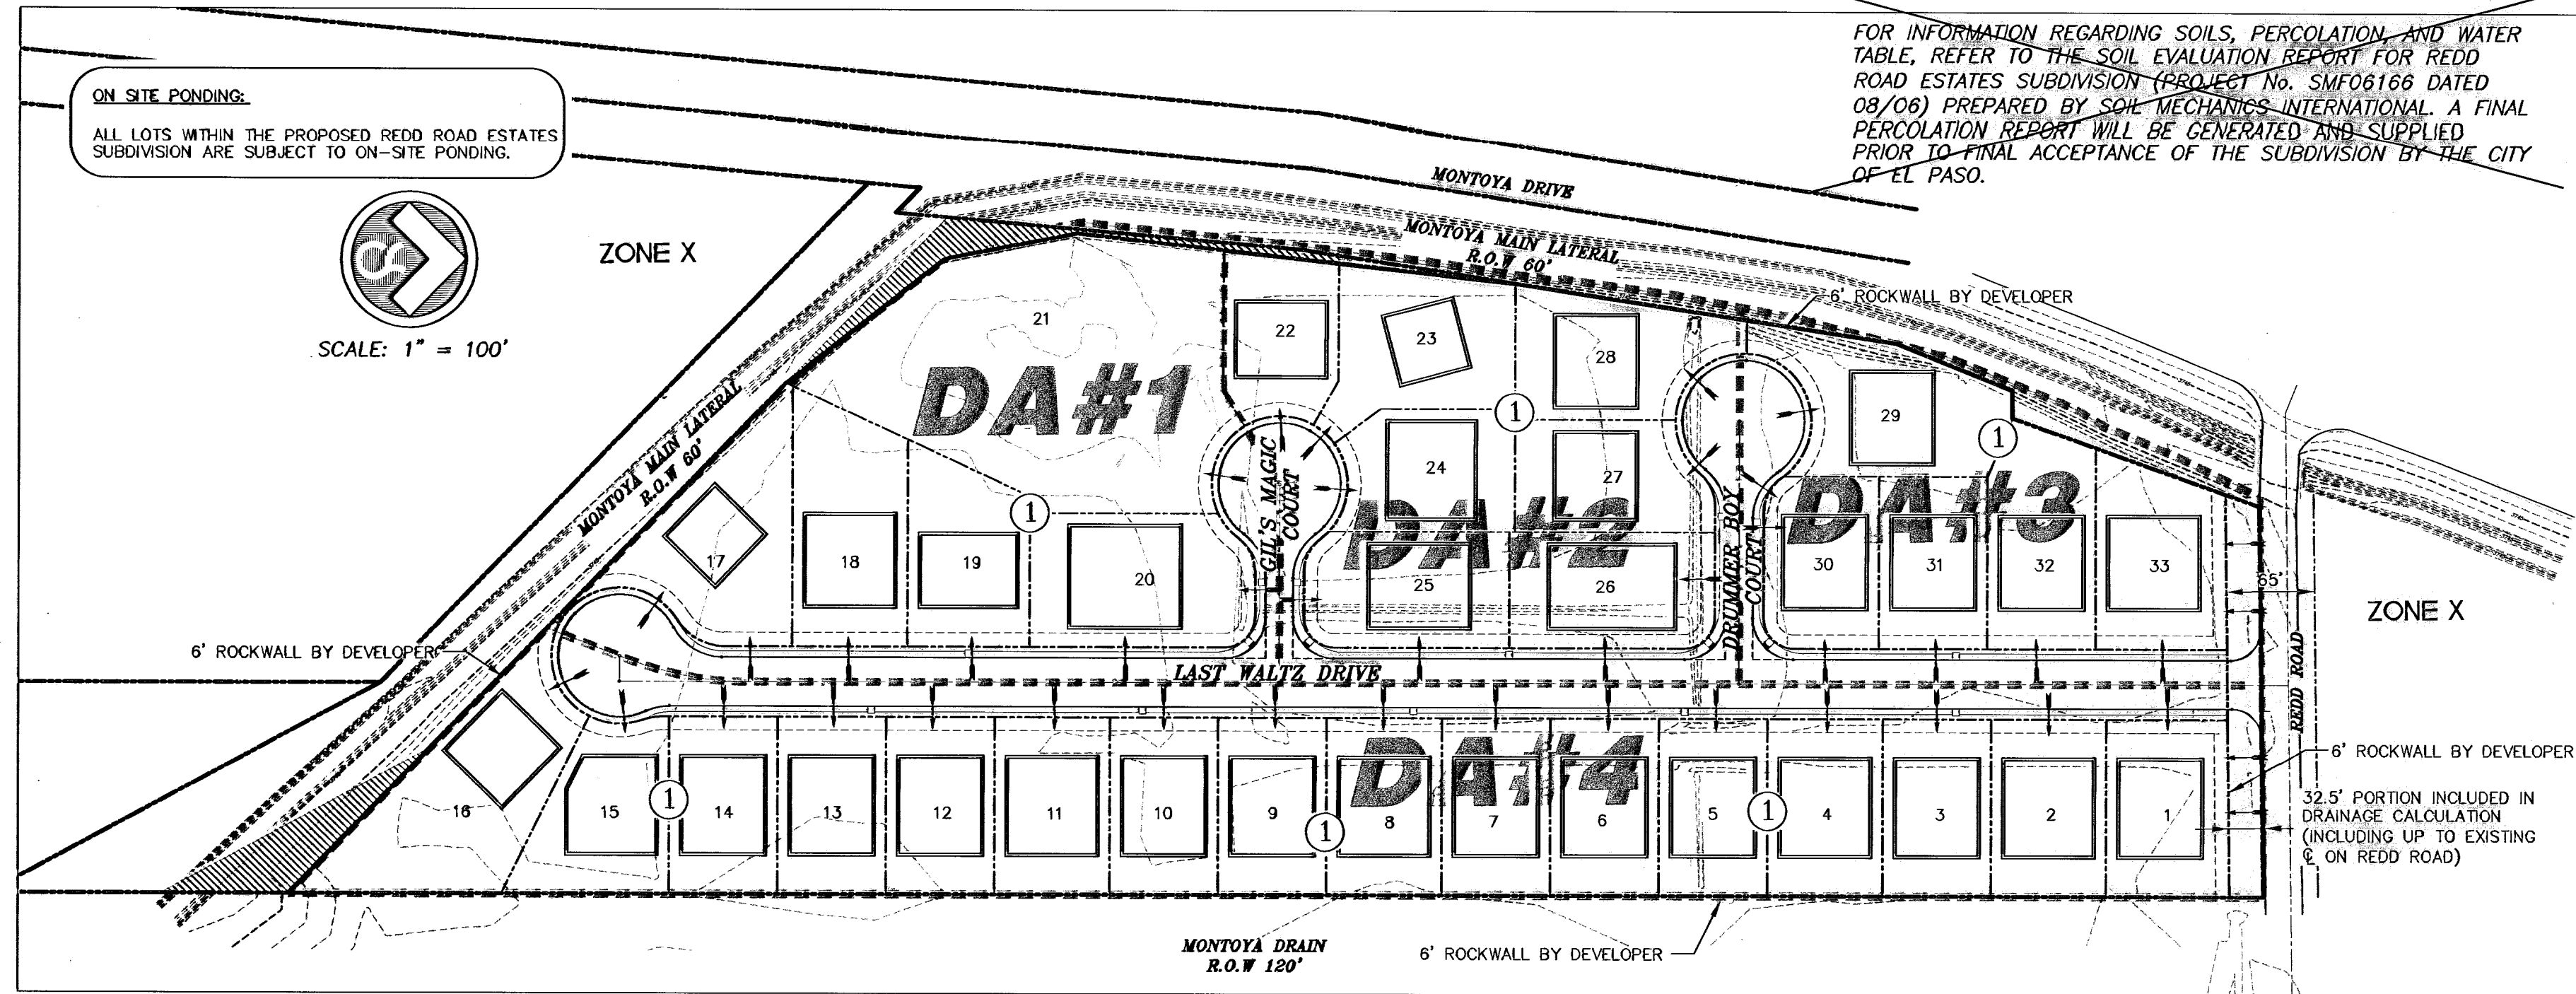 FOR INFORMATION REGARDING SOILS, PERCOLATION, AND WATER
TABLE, REFER TO THE SOIL EVALUATION REPORT FOR REDD
ROAD ESTATES SUBDIVISION (PROJECT No. SMF06166 DATED
08/06) PREPARED BY SOIL MECHANICS INTERNATIONAL. A FINAL
PERCOLATION REPORT WILL BE GENERATED AND SUPPLIED
PRIOR TO FINAL ACCEPTANCE OF THE SUBDIVISION BY THE CITY
OF EL PASO.
ON SITE PONDING:
ALL LOTS WITHIN THE PROPOSED REDD ROAD ESTATES
SUBDIVISION ARE SUBJECT TO ON-SITE PONDING.
SCALE: 1" = 100'
ZONE X
MONTOYA DRIVE
MONTOYA MAIN LATERAL
R.O.W 60'
6' ROCKWALL BY DEVELOPER
21
22
23
28
29
DA#1
1
1
24
27
MONTOYA MAIN LATERAL
R.O.W 60'
GIL'S MAGIC
COURT
DA#2
DRUMMER BOY
COURT
DA#3
1
17
18
19
20
25
26
30
31
32
33
65'
ZONE X
6' ROCKWALL BY DEVELOPER
LAST WALTZ DRIVE
REDD ROAD
DA#4
6' ROCKWALL BY DEVELOPER
32.5' PORTION INCLUDED IN
DRAINAGE CALCULATION
(INCLUDING UP TO EXISTING
℄ ON REDD ROAD)
16
15
1
14
13
12
11
10
9
1
8
7
6
5
1
4
3
2
1
MONTOYA DRAIN
R.O.W 120'
6' ROCKWALL BY DEVELOPER